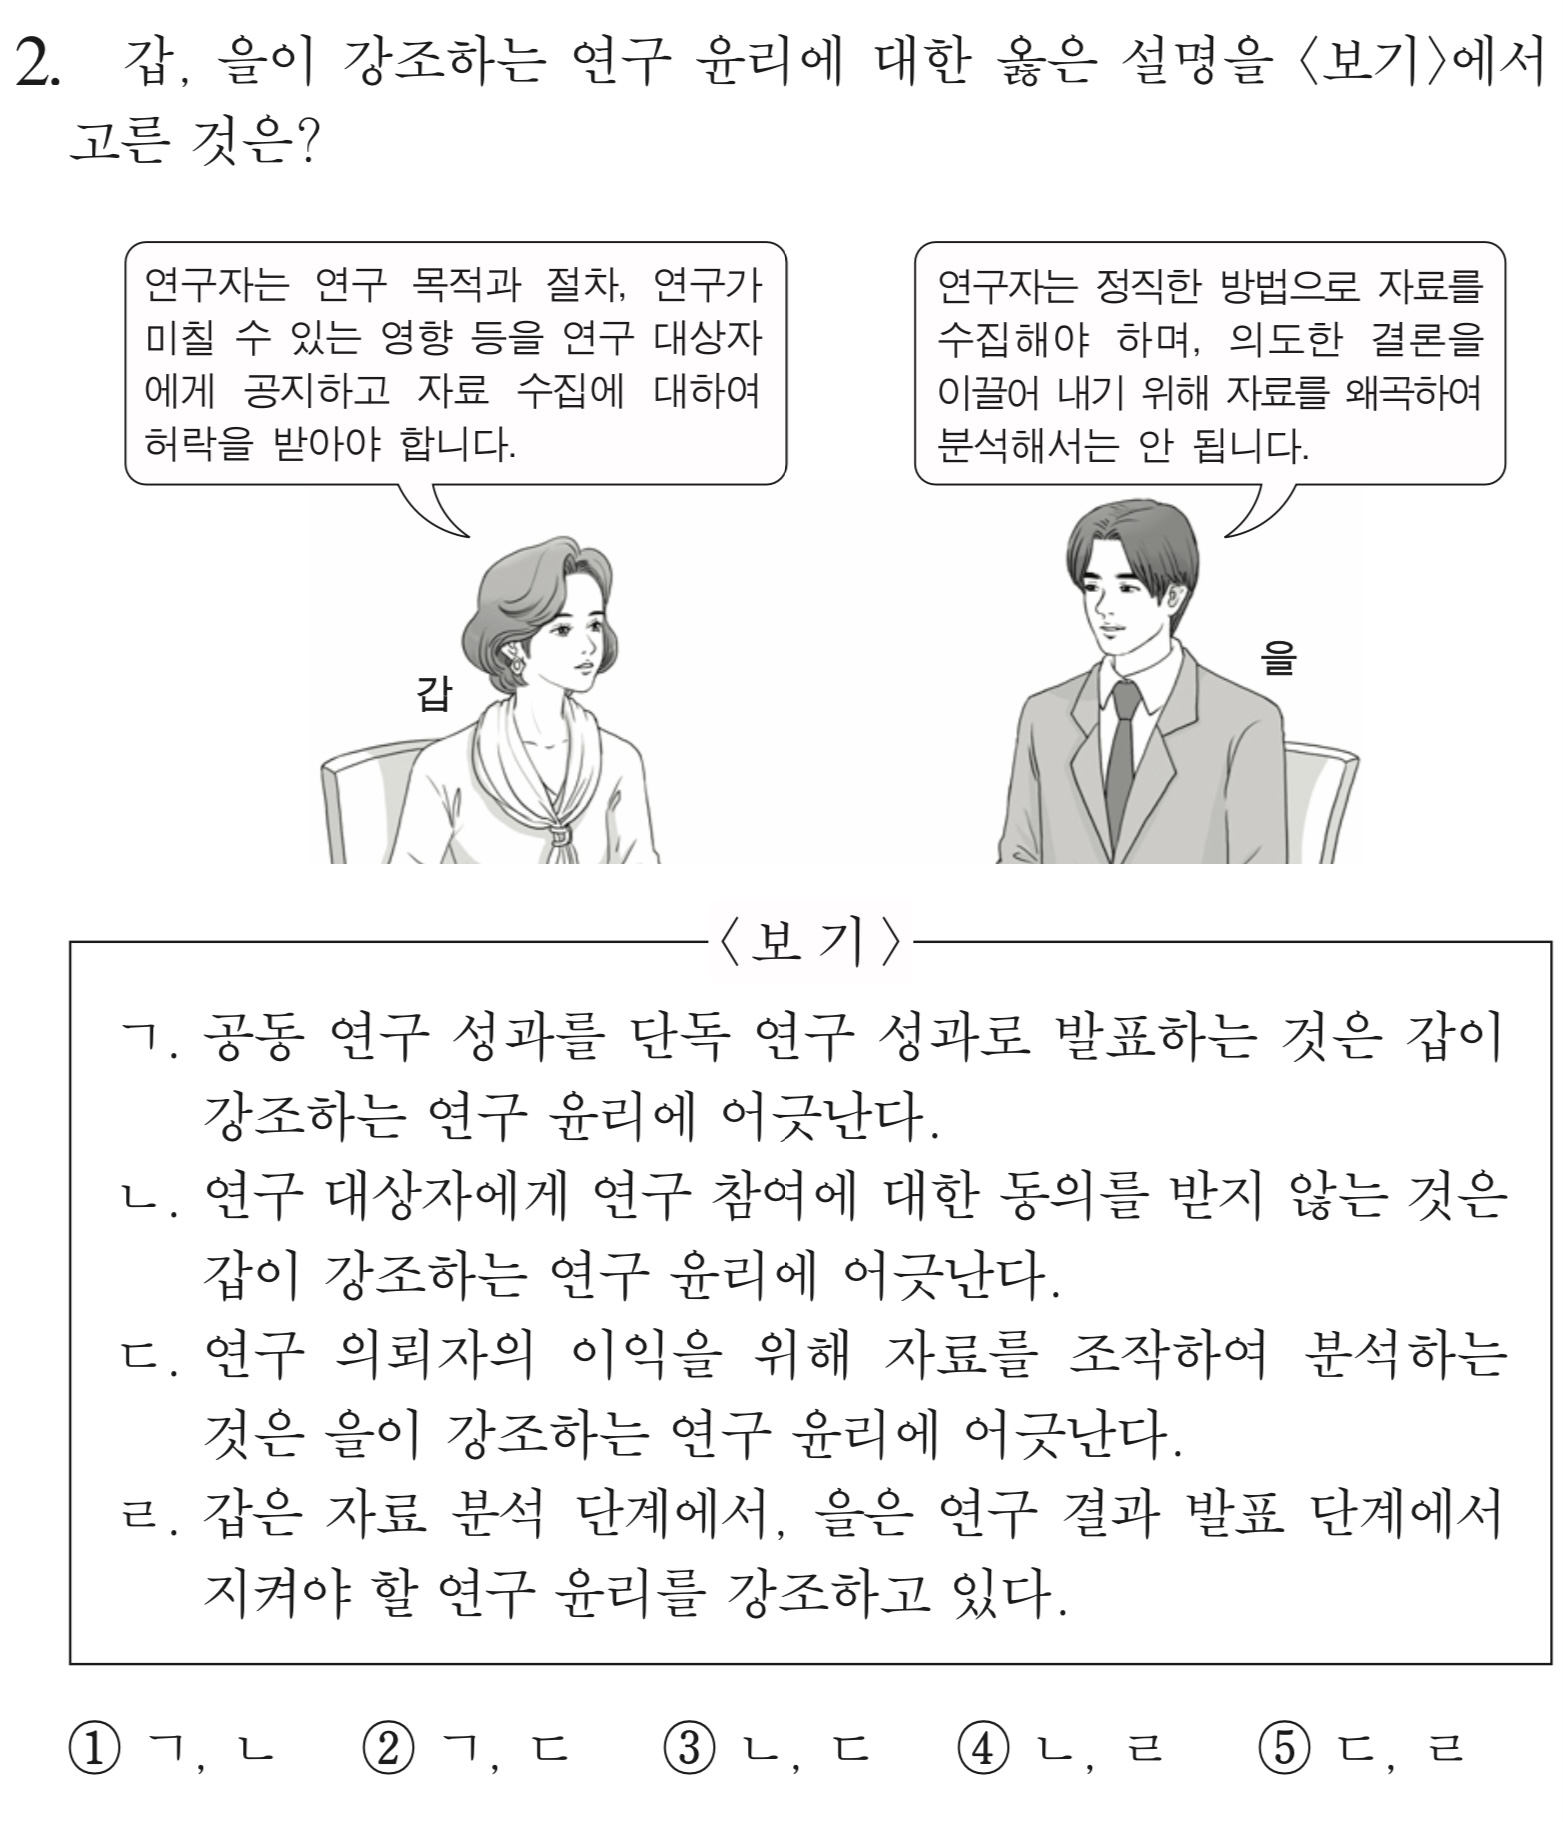 2. 갑, 을이 강조하는 연구 윤리에 대한 옳은 설명을 〈보기〉에서
고른 것은?
연구자는 연구 목적과 절차, 연구가
미칠 수 있는 영향 등을 연구 대상자
에게 공지하고 자료 수집에 대하여
허락을 받아야 합니다.
연구자는 정직한 방법으로 자료를
수집해야 하며, 의도한 결론을
이끌어 내기 위해 자료를 왜곡하여
분석해서는 안 됩니다.
갑
을
〈보기〉
ㄱ. 공동 연구 성과를 단독 연구 성과로 발표하는 것은 갑이
강조하는 연구 윤리에 어긋난다.
ㄴ. 연구 대상자에게 연구 참여에 대한 동의를 받지 않는 것은
갑이 강조하는 연구 윤리에 어긋난다.
ㄷ. 연구 의뢰자의 이익을 위해 자료를 조작하여 분석하는
것은 을이 강조하는 연구 윤리에 어긋난다.
ㄹ. 갑은 자료 분석 단계에서, 을은 연구 결과 발표 단계에서
지켜야 할 연구 윤리를 강조하고 있다.
① ㄱ, ㄴ ② ㄱ, ㄷ ③ ㄴ, ㄷ ④ ㄴ, ㄹ ⑤ ㄷ, ㄹ